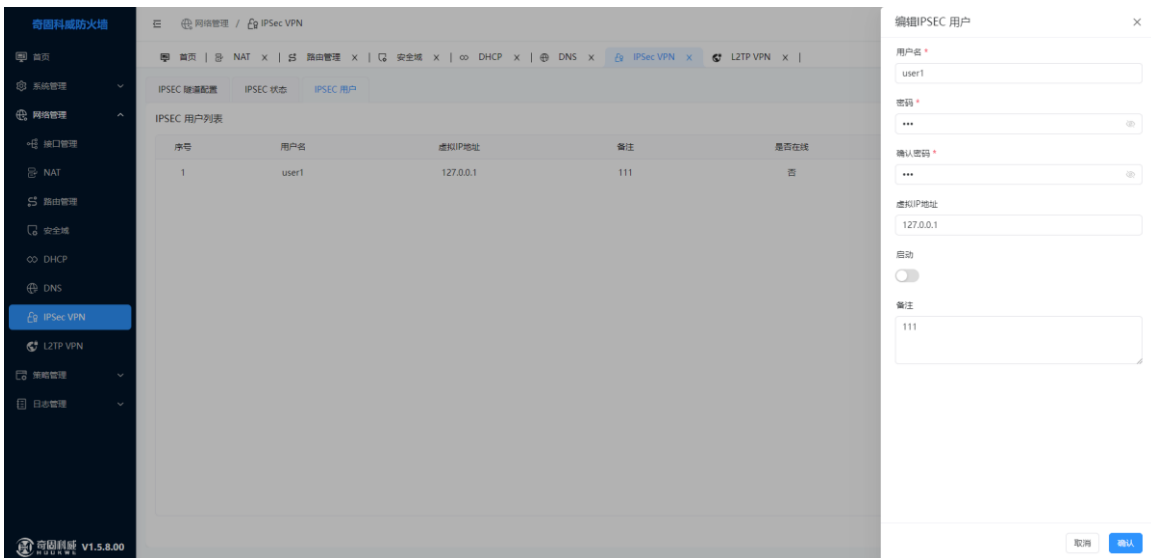 奇固科威防火墙
网络管理 / IPSec VPN
首页 | NAT × | 路由管理 × | 安全域 × | DHCP × | DNS × IPSec VPN × L2TP VPN × |
首页
系统管理
网络管理
接口管理
NAT
路由管理
安全域
DHCP
DNS
IPSec VPN
L2TP VPN
策略管理
日志管理
奇固科威 V1.5.8.00
HUURWE
IPSEC 隧道配置 IPSEC 状态 IPSEC 用户
IPSEC 用户列表
序号 用户名 虚拟IP地址 备注 是否在线
1 user1 127.0.0.1 111 否
编辑IPSEC 用户 ×
用户名 *
user1
密码 *
•••
确认密码 *
•••
虚拟IP地址
127.0.0.1
启动
备注
111
取消 确认